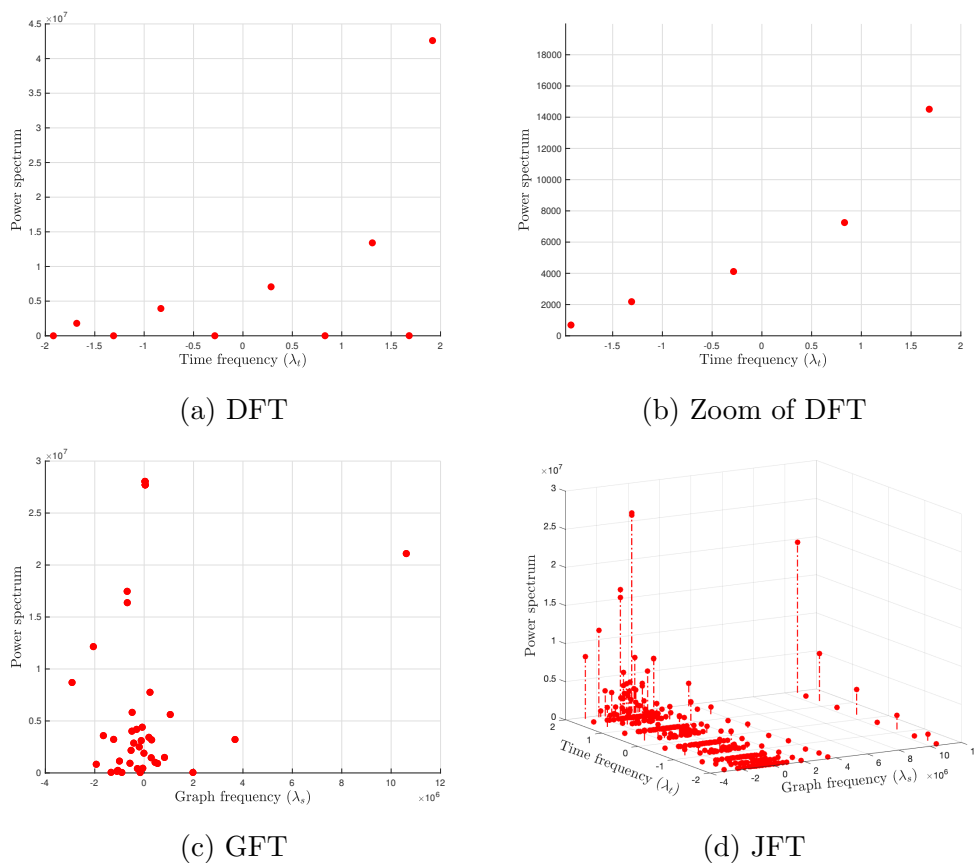 ×10^7
4.5
4
3.5
3
2.5
2
1.5
1
0.5
0
Power spectrum
-2 -1.5 -1 -0.5 0 0.5 1 1.5 2
Time frequency (λ_t)
(a) DFT
18000
16000
14000
12000
10000
8000
6000
4000
2000
0
Power spectrum
-1.5 -1 -0.5 0 0.5 1 1.5 2
Time frequency (λ_t)
(b) Zoom of DFT
×10^7
3
2.5
2
1.5
1
0.5
0
Power spectrum
-4 -2 0 2 4 6 8 10 12
Graph frequency (λ_s)
×10^6
(c) GFT
×10^7
3
2.5
2
1.5
1
0.5
0
Power spectrum
1 0 -1 -2
Time frequency (λ_t)
-4 -2 0 2 4 6 8 10
Graph frequency (λ_s)
×10^6
(d) JFT